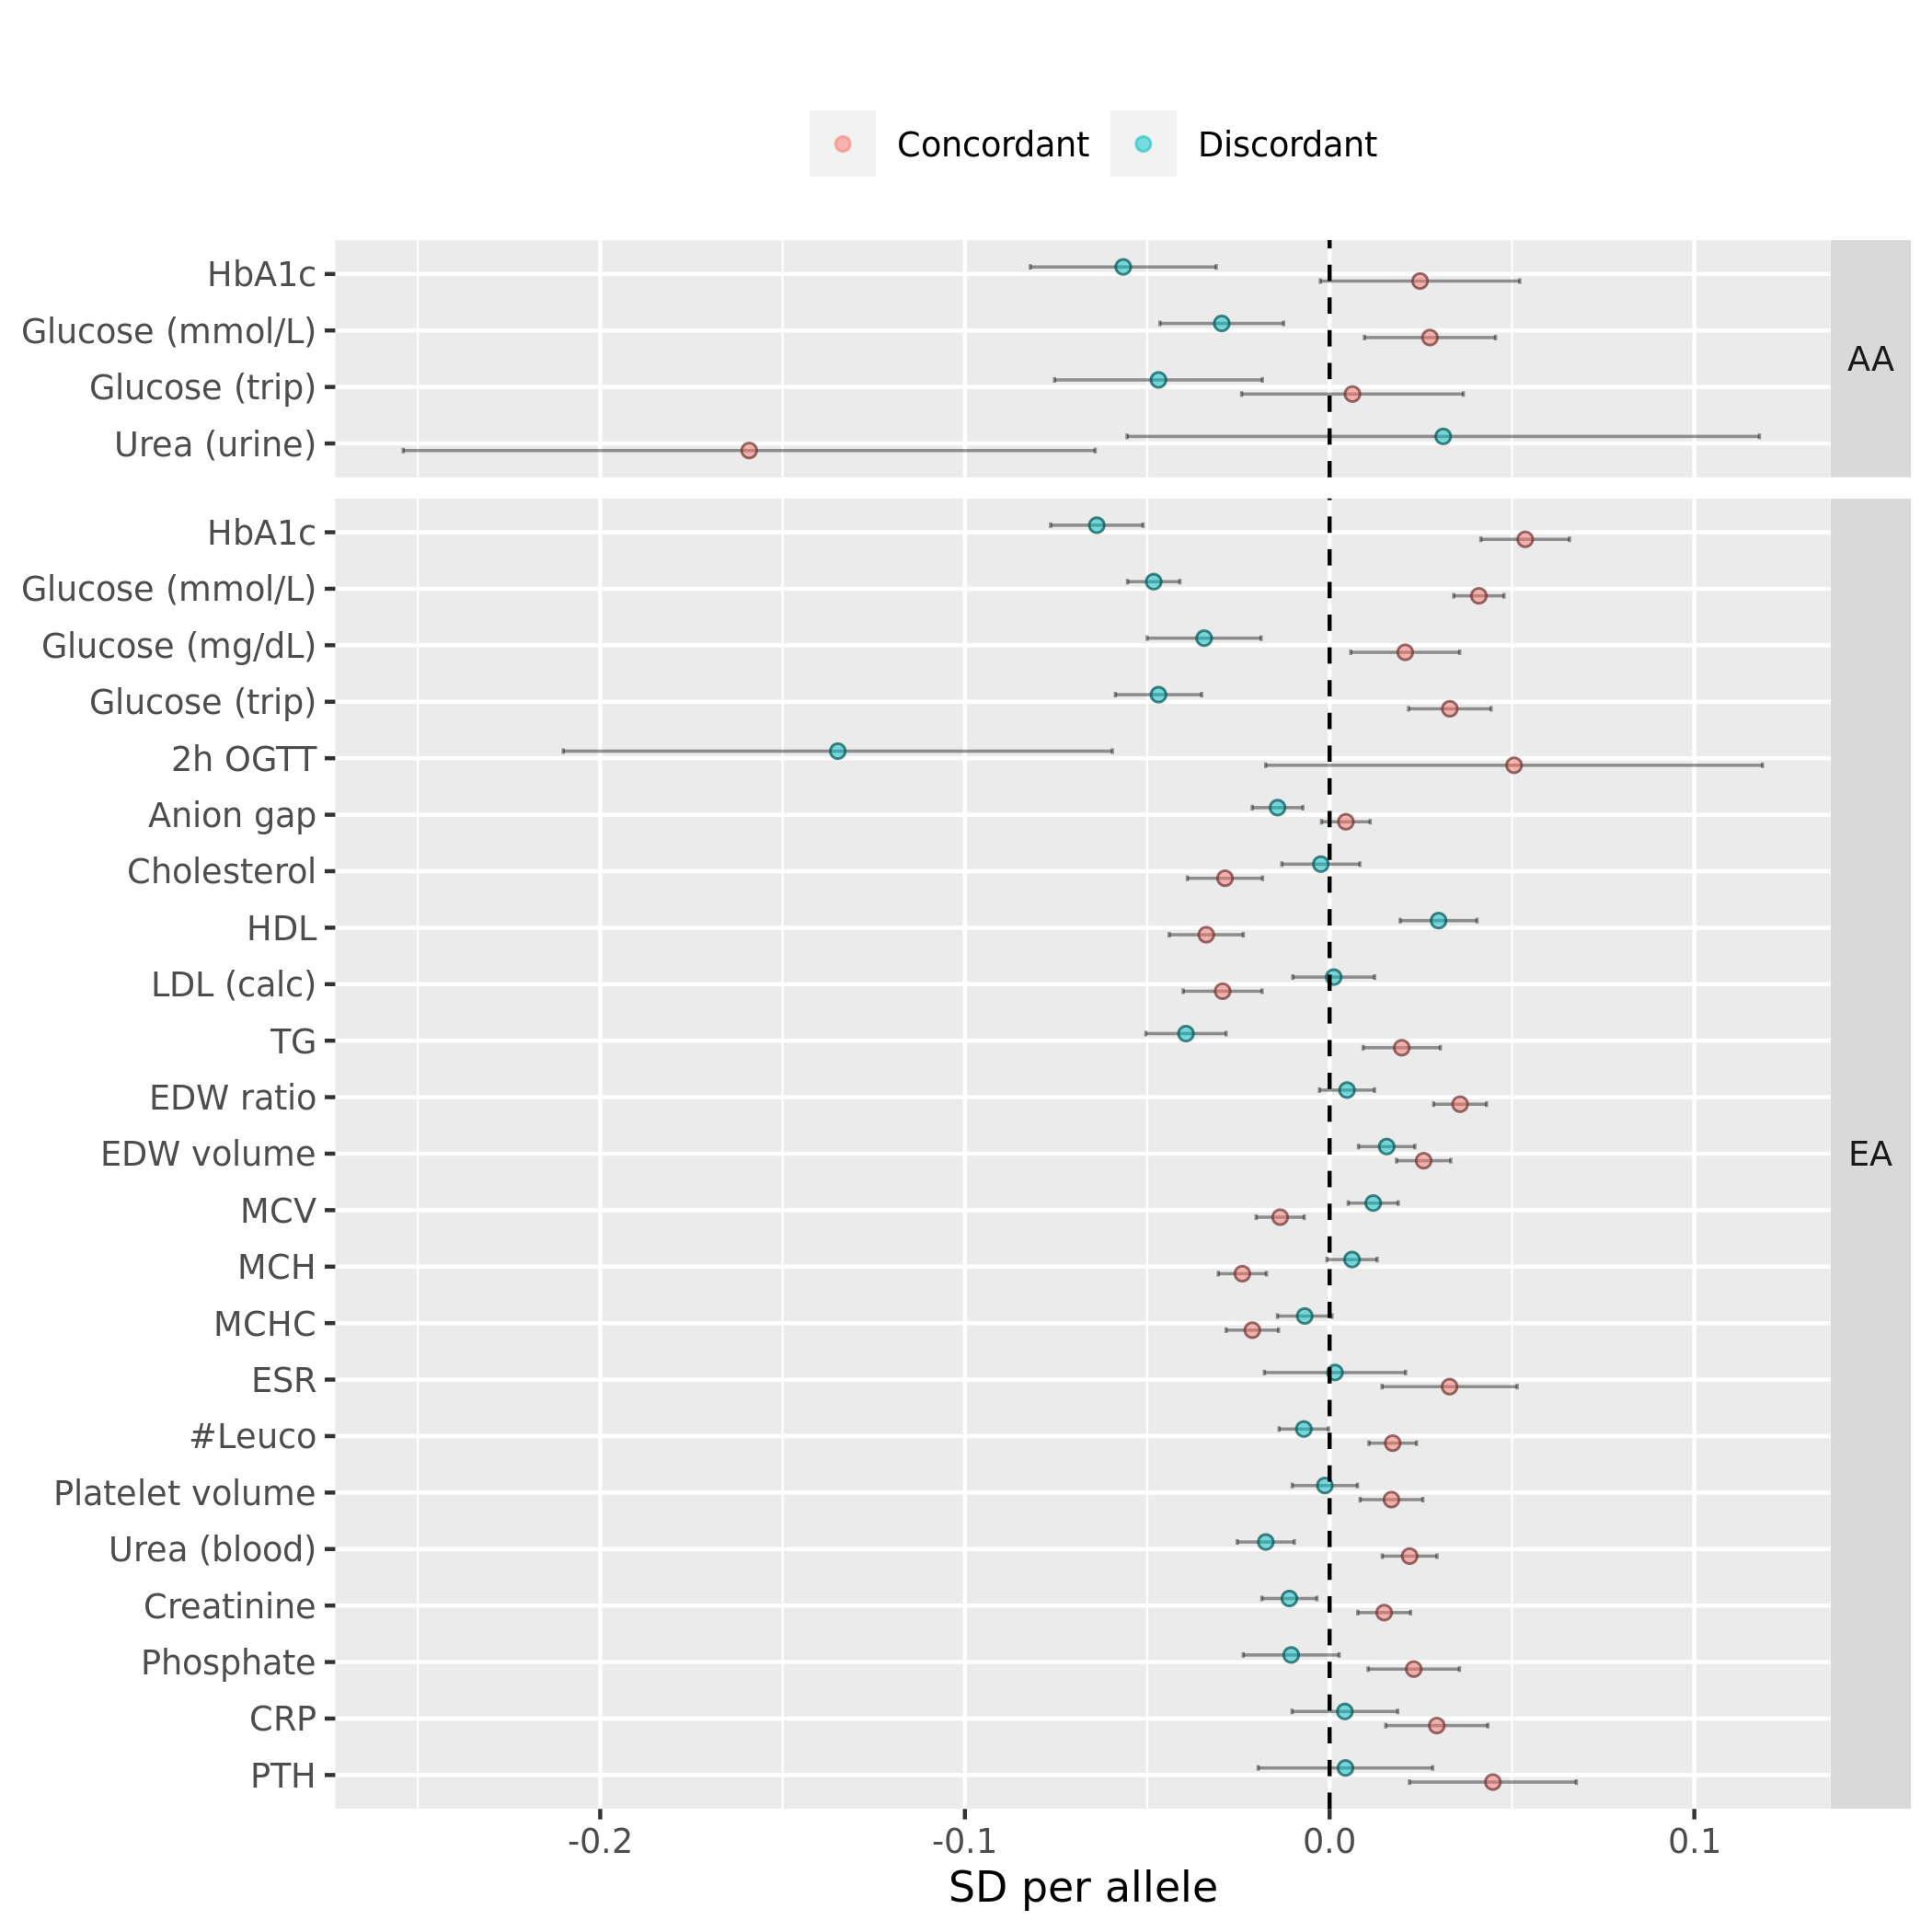 Concordant Discordant
HbA1c
Glucose (mmol/L)
Glucose (trip)
Urea (urine)
AA
HbA1c
Glucose (mmol/L)
Glucose (mg/dL)
Glucose (trip)
2h OGTT
Anion gap
Cholesterol
HDL
LDL (calc)
TG
EDW ratio
EDW volume
MCV
MCH
MCHC
ESR
#Leuco
Platelet volume
Urea (blood)
Creatinine
Phosphate
CRP
PTH
EA
-0.2 -0.1 0.0 0.1
SD per allele